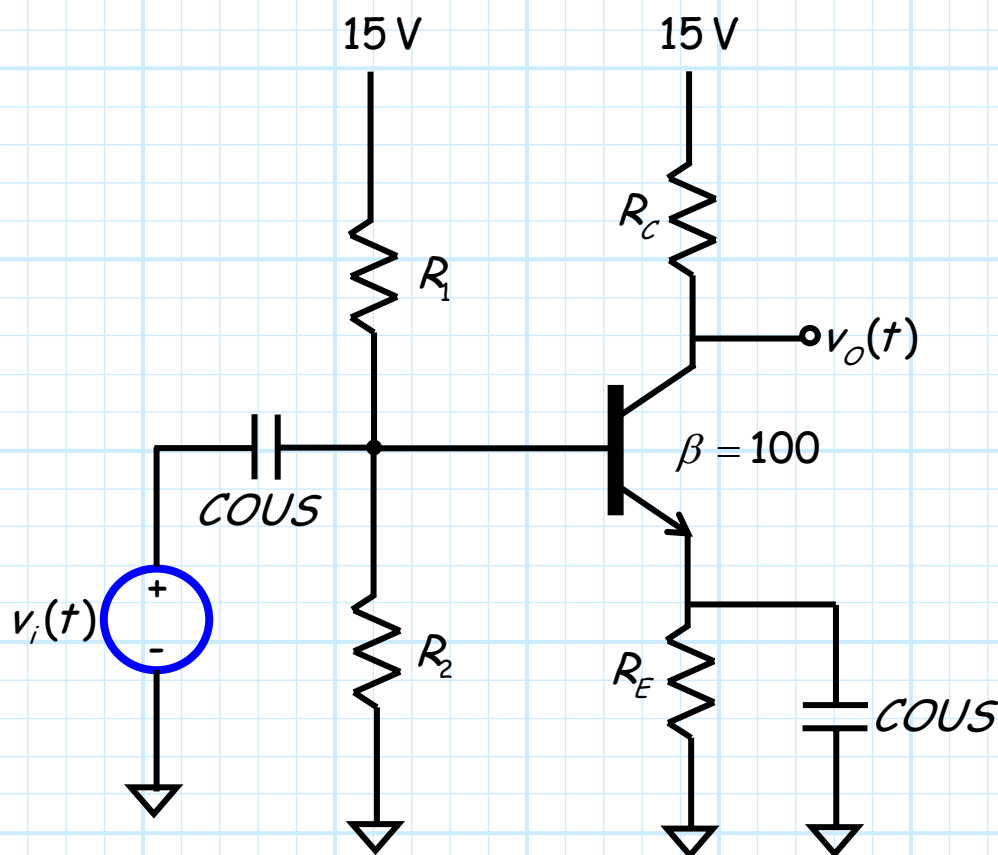 15 V
15 V
R_C
R_1
v_O(t)
β = 100
COUS
+
v_i(t)
-
R_2
R_E
COUS